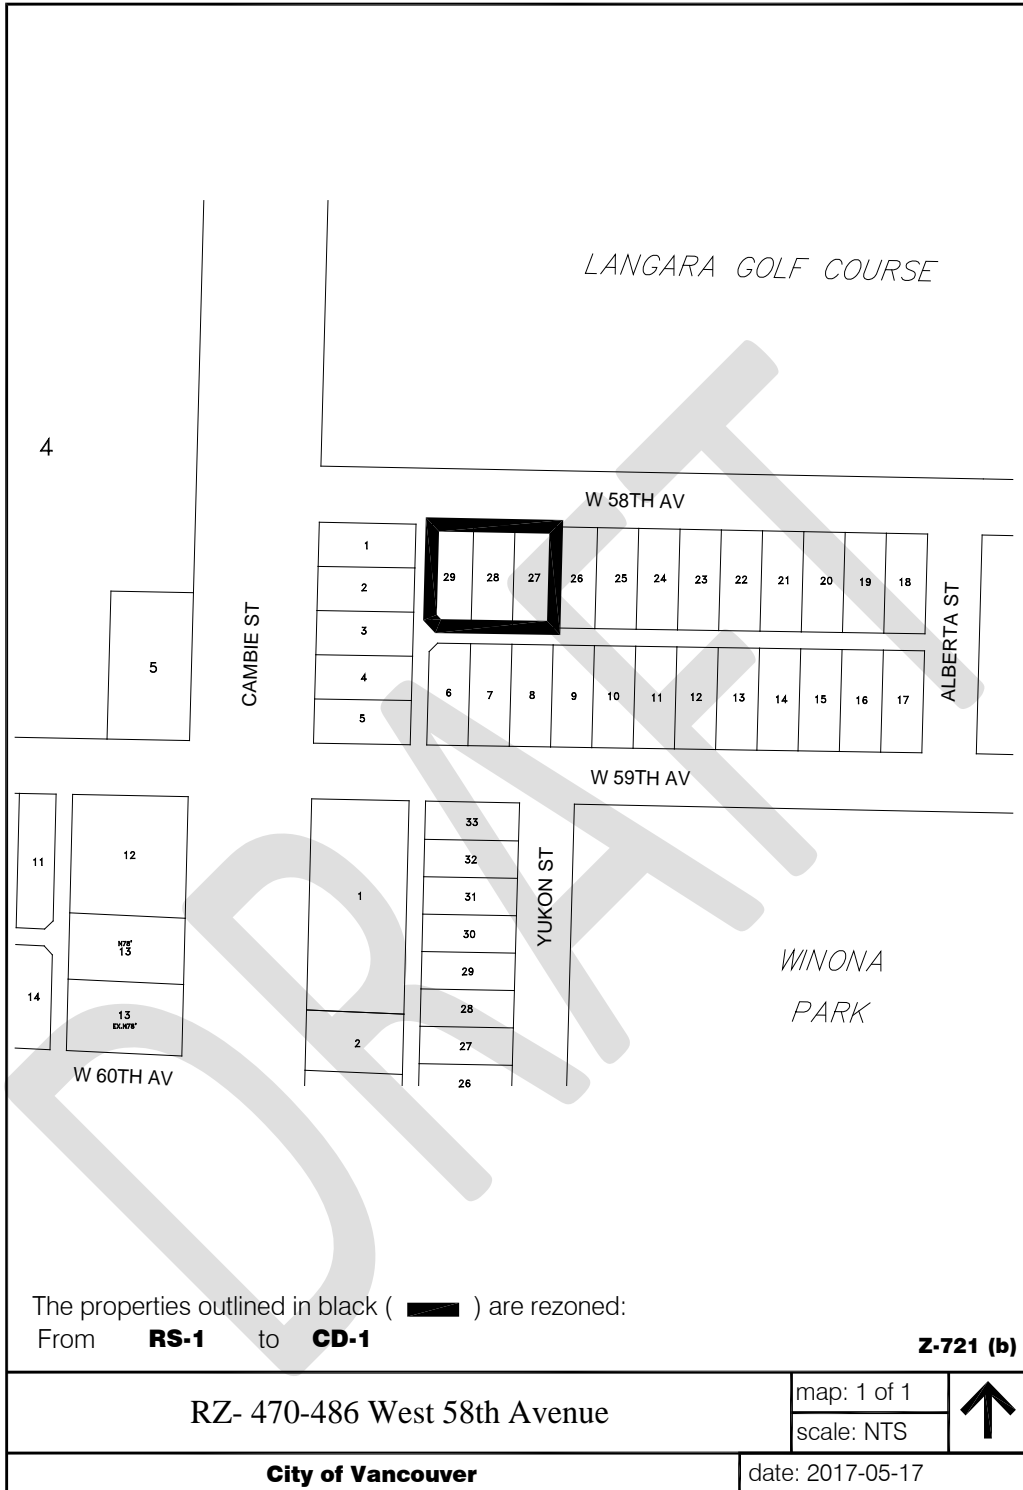 LANGARA GOLF COURSE
4
W 58TH AV
1
2
3
4
5
29 28 27 26 25 24 23 22 21 20 19 18
CAMBIE ST
ALBERTA ST
5
6 7 8 9 10 11 12 13 14 15 16 17
W 59TH AV
11
12
N78'
13
14
13
EX.N78'
1
2
33
32
31
30
29
28
27
26
YUKON ST
WINONA
PARK
W 60TH AV
DRAFT
The properties outlined in black ( ) are rezoned:
From RS-1 to CD-1
Z-721 (b)
RZ- 470-486 West 58th Avenue
map: 1 of 1
scale: NTS
City of Vancouver
date: 2017-05-17